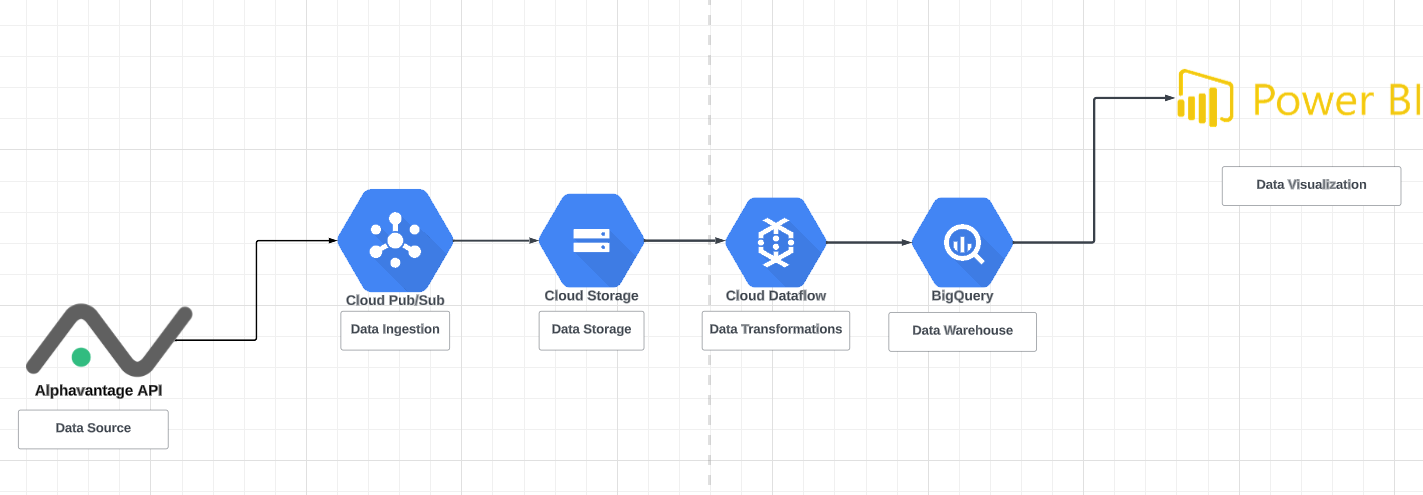 Power BI
Data Visualization
Cloud Pub/Sub
Data Ingestion
Cloud Storage
Data Storage
Cloud Dataflow
Data Transformations
BigQuery
Data Warehouse
Alphavantage API
Data Source